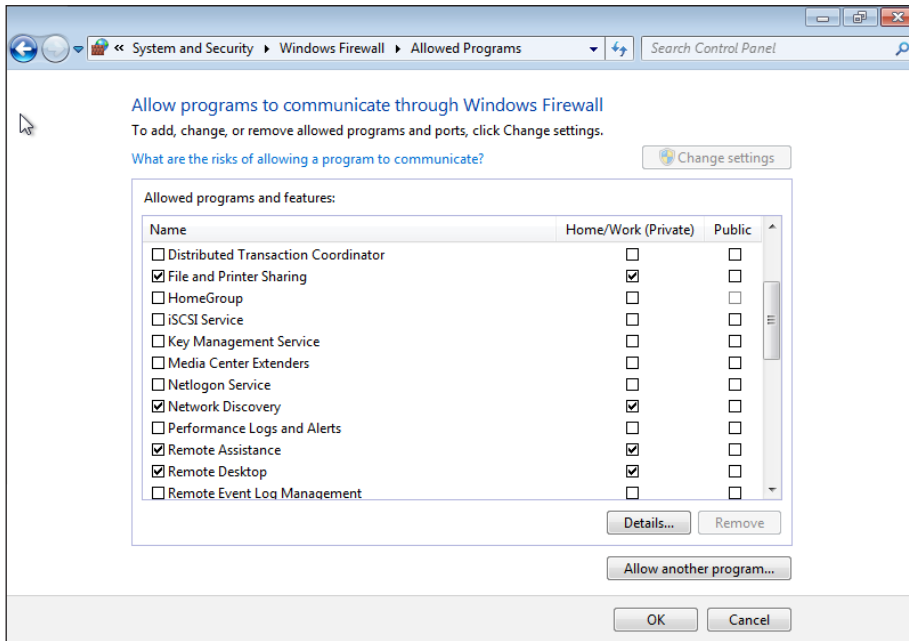 « System and Security ▸ Windows Firewall ▸ Allowed Programs
Search Control Panel
Allow programs to communicate through Windows Firewall
To add, change, or remove allowed programs and ports, click Change settings.
What are the risks of allowing a program to communicate?
Change settings
Allowed programs and features:
Name Home/Work (Private) Public
Distributed Transaction Coordinator
File and Printer Sharing
HomeGroup
iSCSI Service
Key Management Service
Media Center Extenders
Netlogon Service
Network Discovery
Performance Logs and Alerts
Remote Assistance
Remote Desktop
Remote Event Log Management
Details... Remove
Allow another program...
OK Cancel